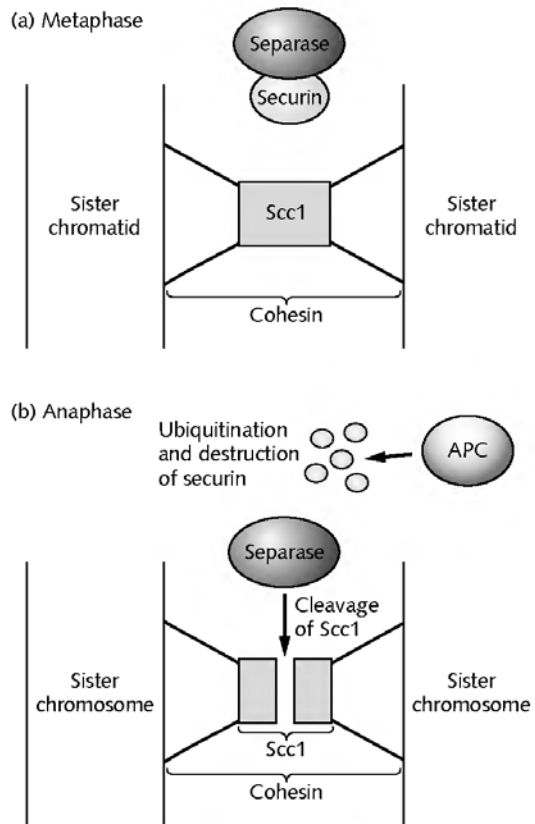 (a) Metaphase
Separase
Securin
Sister
chromatid
Scc1
Sister
chromatid
Cohesin
(b) Anaphase
Ubiquitination
and destruction
of securin
APC
Separase
Cleavage
of Scc1
Sister
chromosome
Sister
chromosome
Scc1
Cohesin